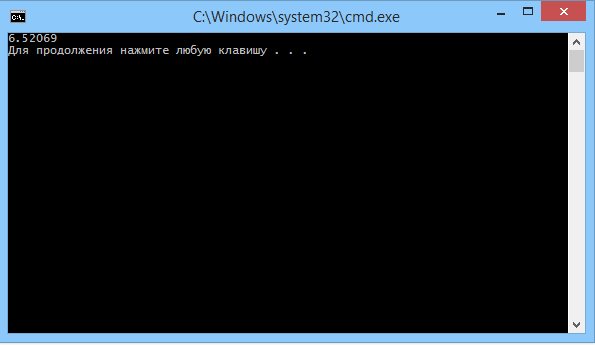 C:\Windows\system32\cmd.exe
6.52069
Для продолжения нажмите любую клавишу . . .